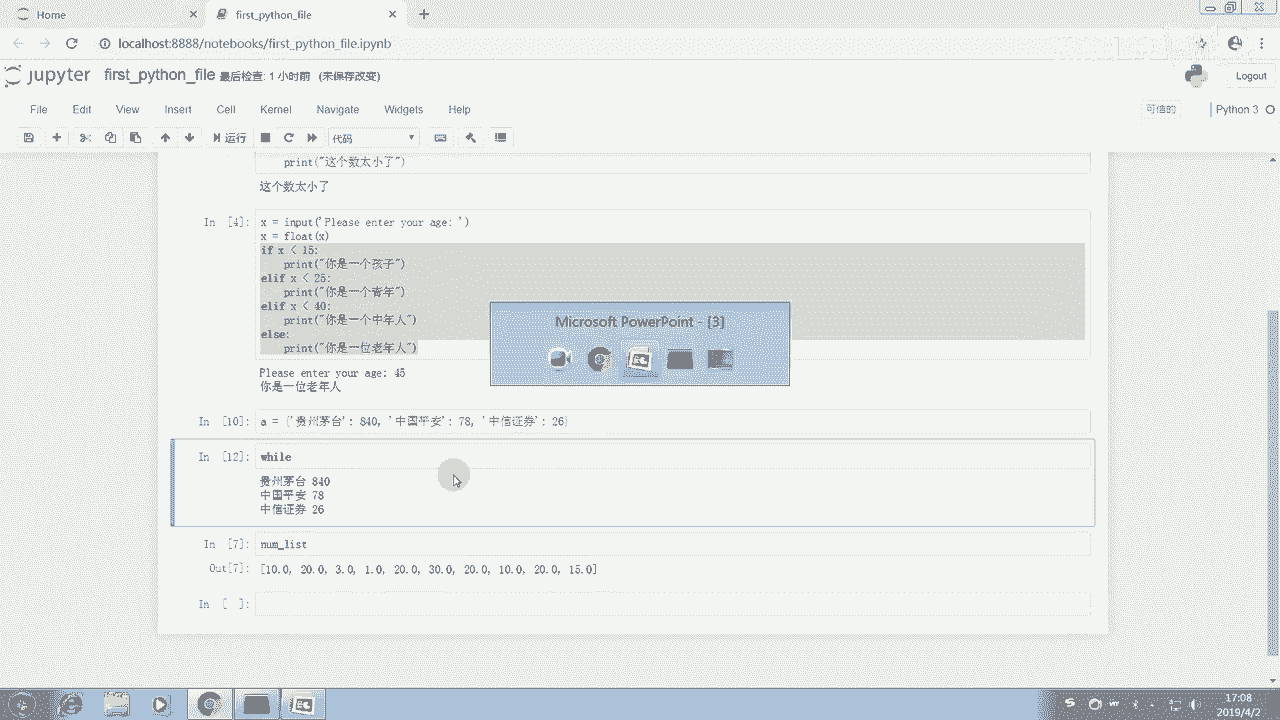 Home
first_python_file
localhost:8888/notebooks/first_python_file.ipynb
jupyter first_python_file 最后检查: 1 小时前 (未保存改变)
Logout
File Edit View Insert Cell Kernel Navigate Widgets Help
可信的 Python 3
运行 代码
print("这个数太小了")
这个数太小了
In [4]: x = input('Please enter your age: ')
x = float(x)
if x < 15:
print("你是一个孩子")
elif x < 25:
print("你是一个青年")
elif x < 40:
print("你是一个中年人")
else:
print("你是一位老年人")
Please enter your age: 45
你是一位老年人
Microsoft PowerPoint - [3]
In [10]: a = {'贵州茅台': 840, '中国平安': 78, '中信证券': 26}
In [12]: while
贵州茅台 840
中国平安 78
中信证券 26
In [7]: num_list
Out[7]: [10.0, 20.0, 3.0, 1.0, 20.0, 30.0, 20.0, 10.0, 20.0, 15.0]
In [ ]:
17:08
2019/4/2